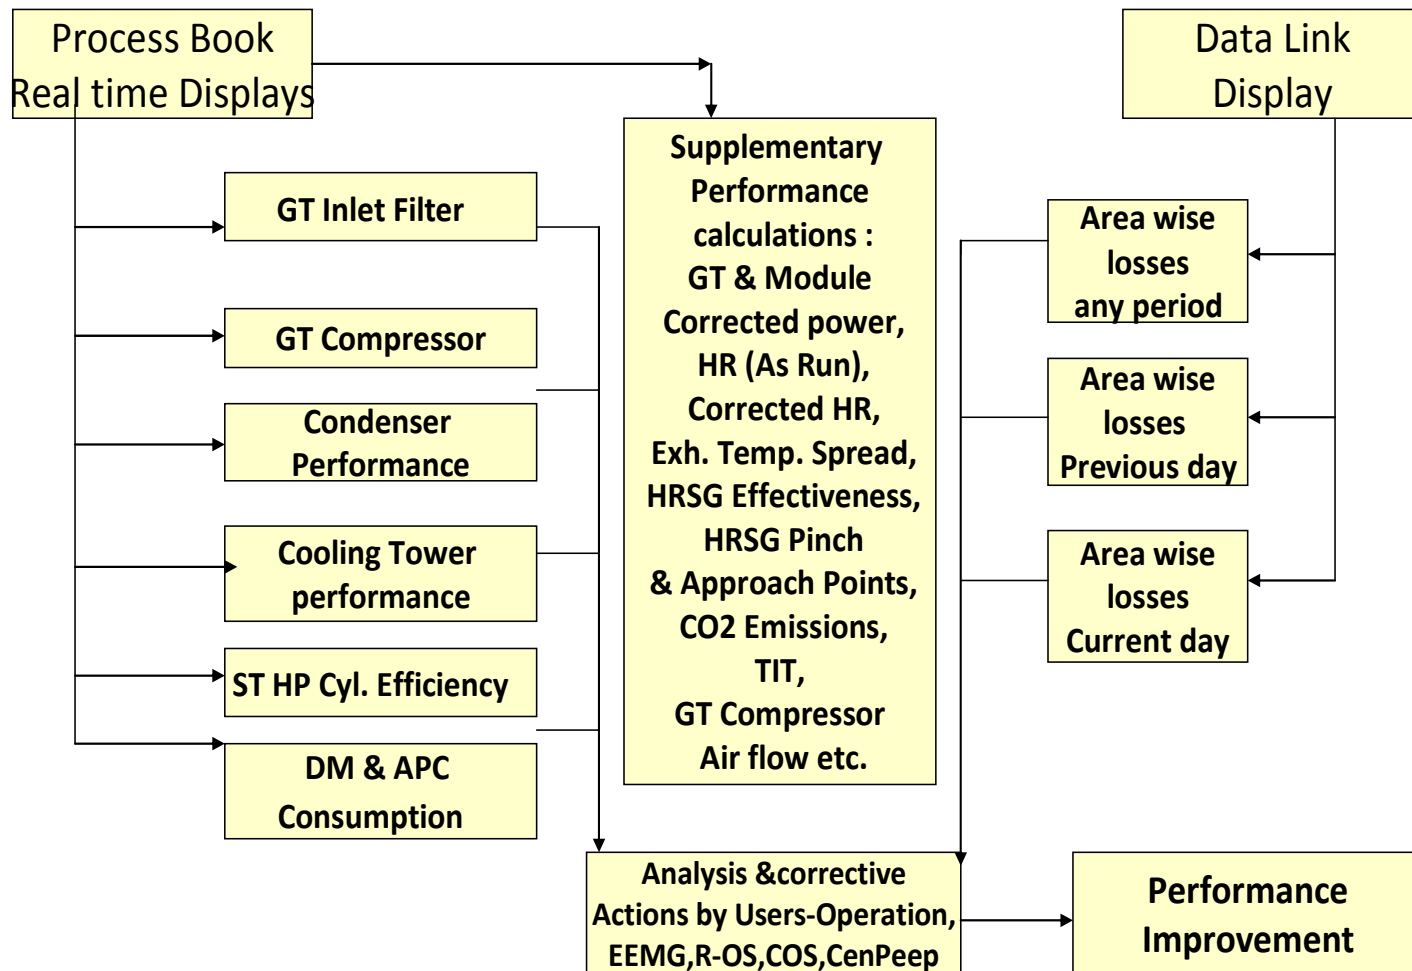 Process Book
Real time Displays
Data Link
Display
GT Inlet Filter
GT Compressor
Condenser
Performance
Cooling Tower
performance
ST HP Cyl. Efficiency
DM & APC
Consumption
Supplementary
Performance
calculations :
GT & Module
Corrected power,
HR (As Run),
Corrected HR,
Exh. Temp. Spread,
HRSG Effectiveness,
HRSG Pinch
& Approach Points,
CO2 Emissions,
TIT,
GT Compressor
Air flow etc.
Area wise
losses
any period
Area wise
losses
Previous day
Area wise
losses
Current day
Analysis &corrective
Actions by Users-Operation,
EEMG,R-OS,COS,CenPeep
Performance
Improvement